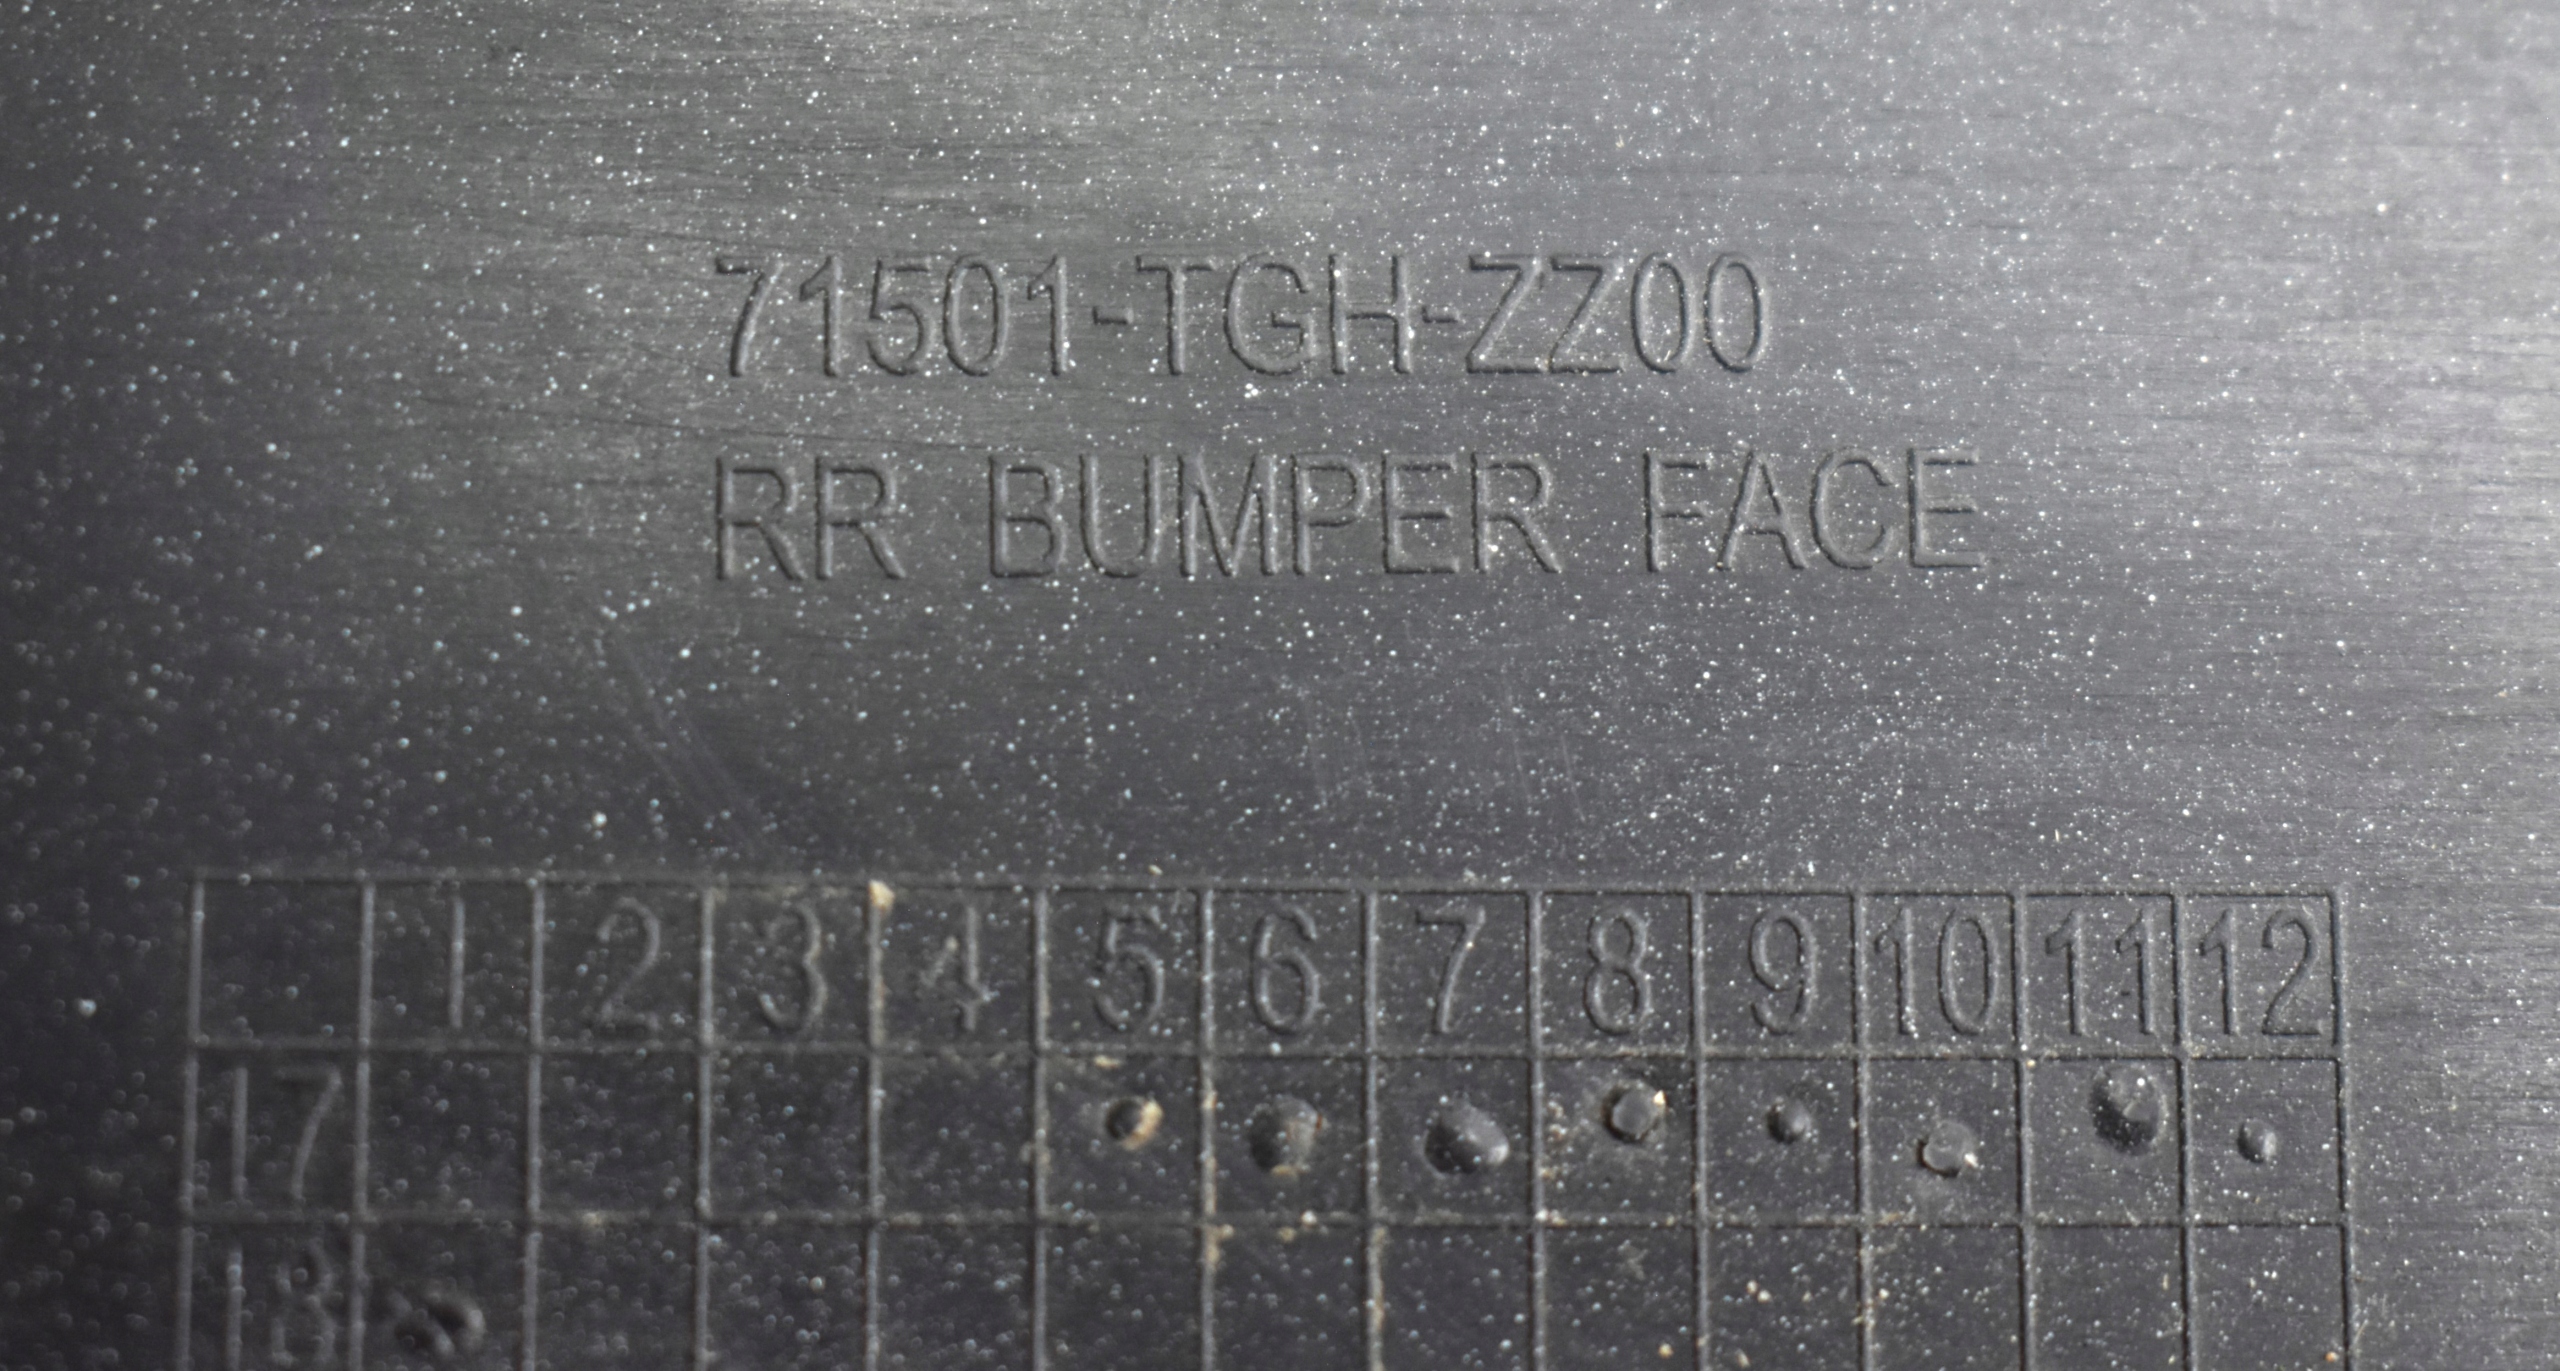 71501-TGH-ZZ00
RR BUMPER FACE
1 2 3 4 5 6 7 8 9 10 11 12
17
18